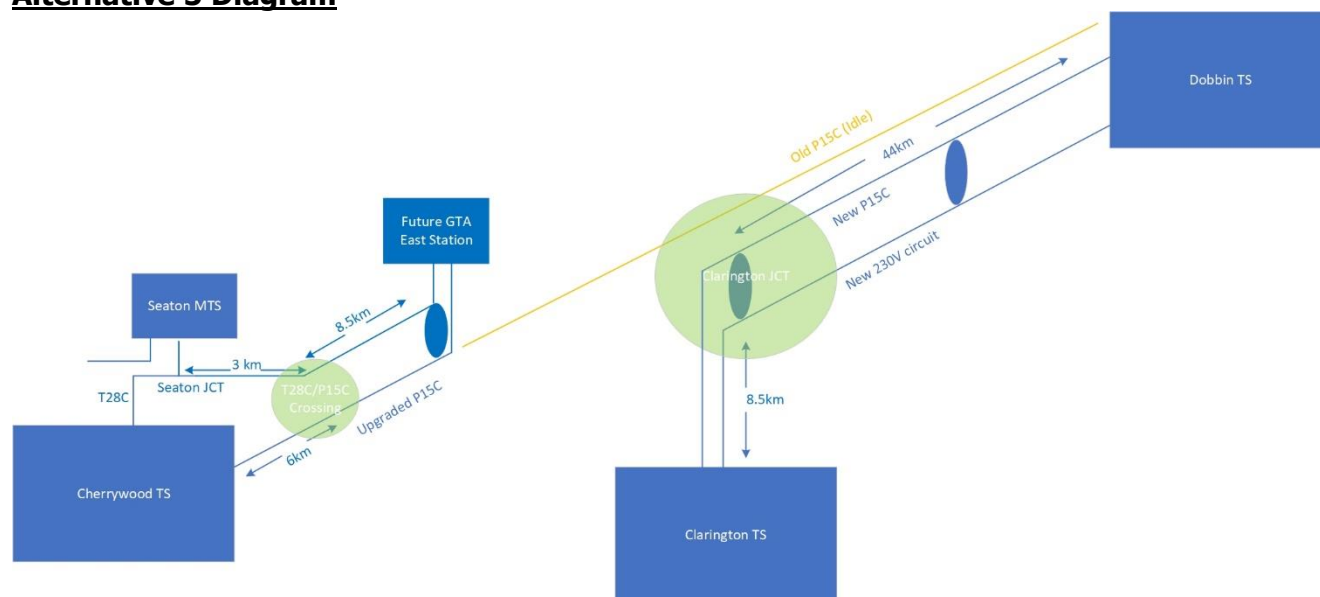 Alternative 3 Diagram
Dobbin TS
Old P15C (Idle)
44km
New P15C
New 230V circuit
Clarington JCT
Future GTA
East Station
Seaton MTS
8.5km
3 km
Seaton JCT
T28C
T28C/P15C
Crossing
Upgraded P15C
6km
8.5km
Cherrywood TS
Clarington TS